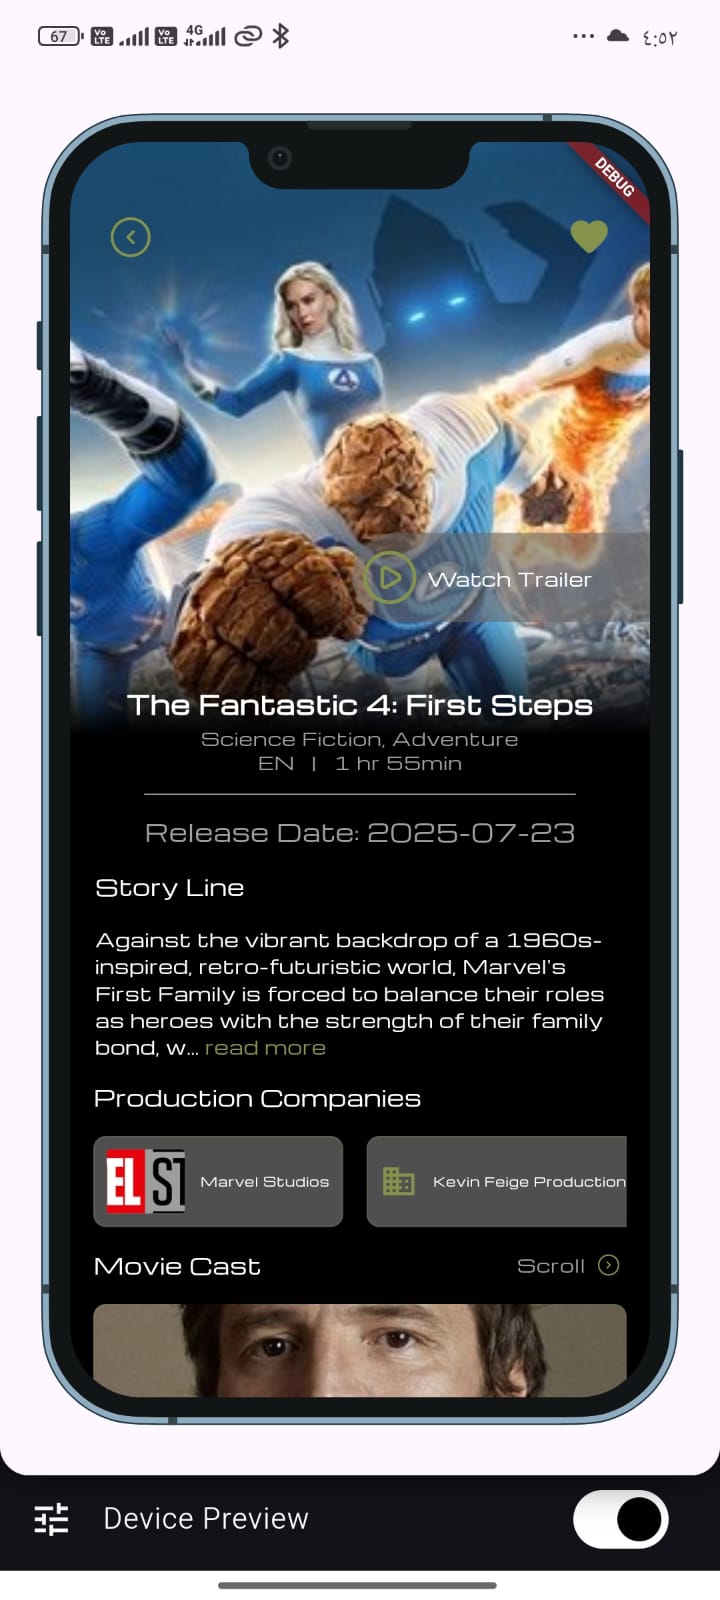 67 Vo LTE Vo LTE 4G ٤:٥٢
DEBUG
4
Watch Trailer
The Fantastic 4: First Steps
Science Fiction, Adventure
EN | 1 hr 55min
Release Date: 2025-07-23
Story Line
Against the vibrant backdrop of a 1960s-
inspired, retro-futuristic world, Marvel's
First Family is forced to balance their roles
as heroes with the strength of their family
bond, w... read more
Production Companies
EL ST Marvel Studios Kevin Feige Production
Movie Cast Scroll
Device Preview